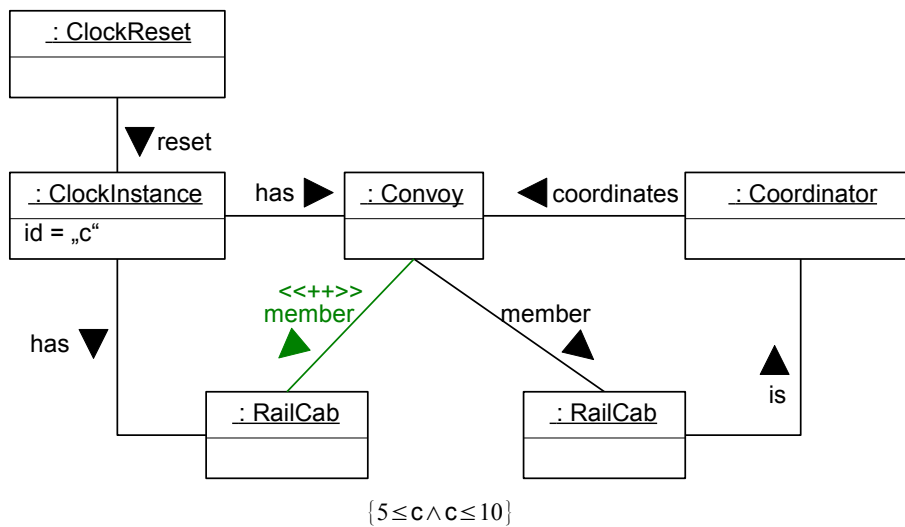 : ClockReset
reset
: ClockInstance
id = „c“
has
: Convoy
coordinates
: Coordinator
<<++>>
member
member
has
is
: RailCab
: RailCab
{5≤c∧c≤10}